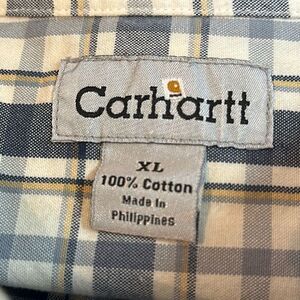 Carhartt
XL
100% Cotton
Made in
Philippines